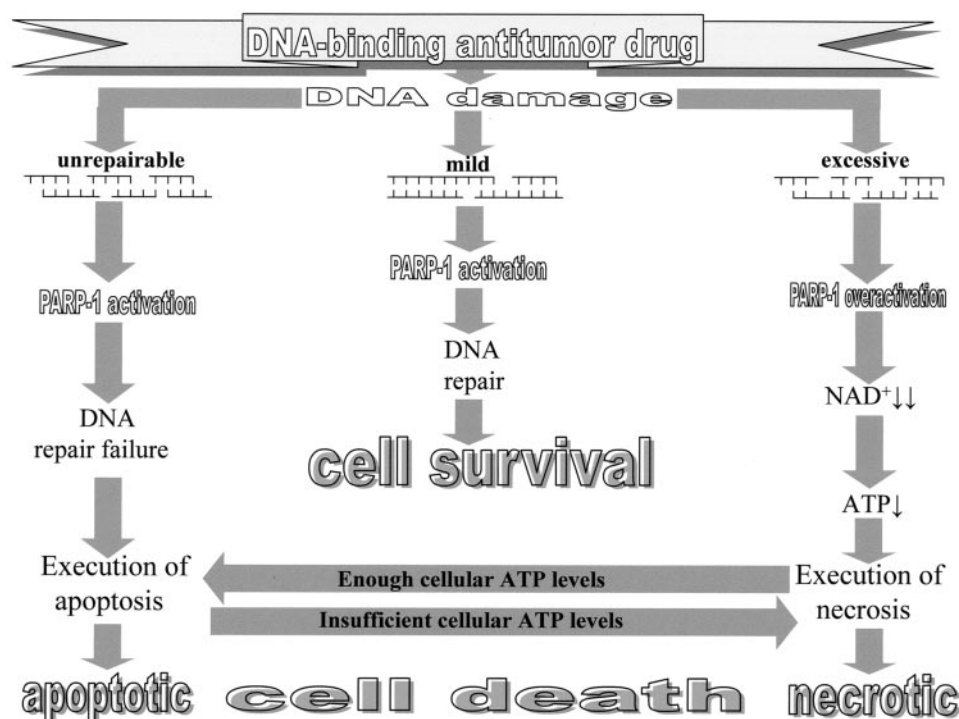 DNA-binding antitumor drug
DNA damage
unrepairable
mild
excessive
PARP-1 activation
PARP-1 activation
PARP-1 overactivation
DNA
repair
NAD⁺↓↓
DNA
repair failure
cell survival
ATP↓
Execution of
apoptosis
Enough cellular ATP levels
Insufficient cellular ATP levels
Execution of
necrosis
apoptotic cell death necrotic